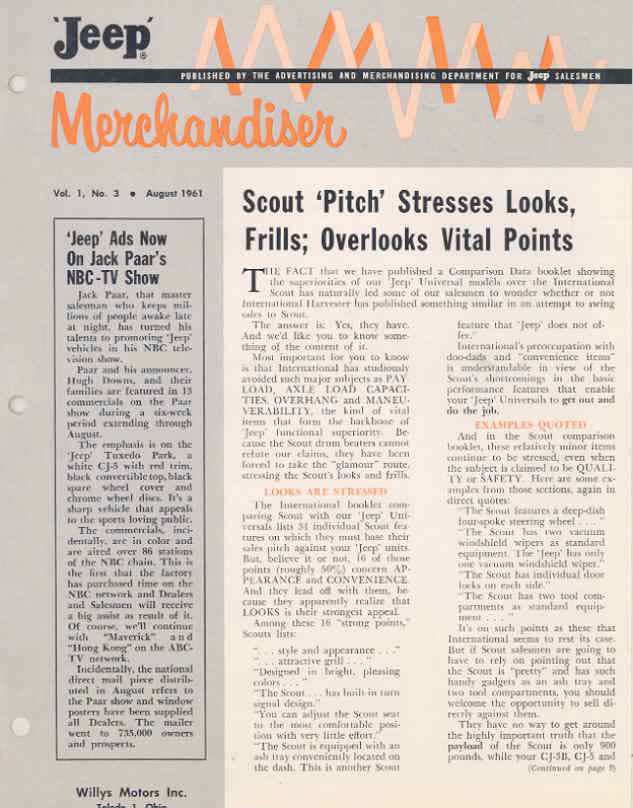 'Jeep'®
PUBLISHED BY THE ADVERTISING AND MERCHANDISING DEPARTMENT FOR Jeep SALESMEN
Merchandiser
Vol. 1, No. 3 • August 1961
'Jeep' Ads Now
On Jack Paar's
NBC-TV Show
Jack Paar, that master
salesman who keeps mil-
lions of people awake late
at night, has turned his
talents to promoting 'Jeep'
vehicles in his NBC tele-
vision show.
Paar and his announcer,
Hugh Downs, and their
families are featured in 13
commercials on the Paar
show during a six-week
period extending through
August.
The emphasis is on the
'Jeep' Tuxedo Park, a
white CJ-5 with red trim,
black convertible top, black
spare wheel cover and
chrome wheel discs. It's a
sharp vehicle that appeals
to the sports loving public.
The commercials, inci-
dentally, are in color and
are aired over 86 stations
of the NBC chain. This is
the first that the factory
has purchased time on the
NBC network and Dealers
and Salesmen will receive
a big assist as result of it.
Of course, we'll continue
with "Maverick" and
"Hong Kong" on the ABC-
TV network.
Incidentally, the national
direct mail piece distrib-
uted in August refers to
the Paar show and window
posters have been supplied
all Dealers. The mailer
went to 735,000 owners
and prospects.
Willys Motors Inc.
Toledo 1, Ohio
Scout 'Pitch' Stresses Looks,
Frills; Overlooks Vital Points
THE FACT that we have published a Comparison Data booklet showing
the superiorities of our 'Jeep' Universal models over the International
Scout has naturally led some of our salesmen to wonder whether or not
International Harvester has published something similar in an attempt to swing
sales to Scout.
The answer is: Yes, they have.
And we'd like you to know some-
thing of the content of it.
Most important for you to know
is that International has studiously
avoided such major subjects as PAY
LOAD, AXLE LOAD CAPACI-
TIES, OVERHANG and MANEU-
VERABILITY, the kind of vital
items that form the backbone of
'Jeep' functional superiority. Be-
cause the Scout drum beaters cannot
refute our claims, they have been
forced to take the "glamour" route,
stressing the Scout's looks and frills.
LOOKS ARE STRESSED
The International booklet com-
paring Scout with our 'Jeep' Uni-
versals lists 31 individual Scout fea-
tures on which they must base their
sales pitch against your 'Jeep' units.
But, believe it or not, 16 of those
points (roughly 50%) concern AP-
PEARANCE and CONVENIENCE.
And they lead off with them, be-
cause they apparently realize that
LOOKS is their strongest appeal.
Among these 16 "strong points,"
Scouts lists:
". . . style and appearance . . ."
". . . attractive grill . . ."
"Designed in bright, pleasing
colors . . ."
"The Scout . . . has built-in turn
signal design."
"You can adjust the Scout seat
to the most comfortable posi-
tion with very little effort."
"The Scout is equipped with an
ash tray conveniently located on
the dash. This is another Scout
feature that 'Jeep' does not of-
fer."
International's preoccupation with
doo-dads and "convenience items"
is understandable in view of the
Scout's shortcomings in the basic
performance features that enable
your 'Jeep' Universals to get out and
do the job.
EXAMPLES QUOTED
And in the Scout comparison
booklet, these relatively minor items
continue to be stressed, even when
the subject is claimed to be QUALI-
TY or SAFETY. Here are some ex-
amples from those sections, again in
direct quotes:
"The Scout features a deep-dish
four-spoke steering wheel . . . ."
"The Scout has two vacuum
windshield wipers as standard
equipment. The 'Jeep' has only
one vacuum windshield wiper."
"The Scout has individual door
locks on each side."
"The Scout has two tool com-
partments as standard equip-
ment . . . ."
It's on such points as these that
International seems to rest its case.
But if Scout salesmen are going to
have to rely on pointing out that
the Scout is "pretty" and has such
handy gadgets as an ash tray and
two tool compartments, you should
welcome the opportunity to sell di-
rectly against them.
They have no way to get around
the highly important truth that the
payload of the Scout is only 900
pounds, while your CJ-3B, CJ-5 and
(Continued on page 8)